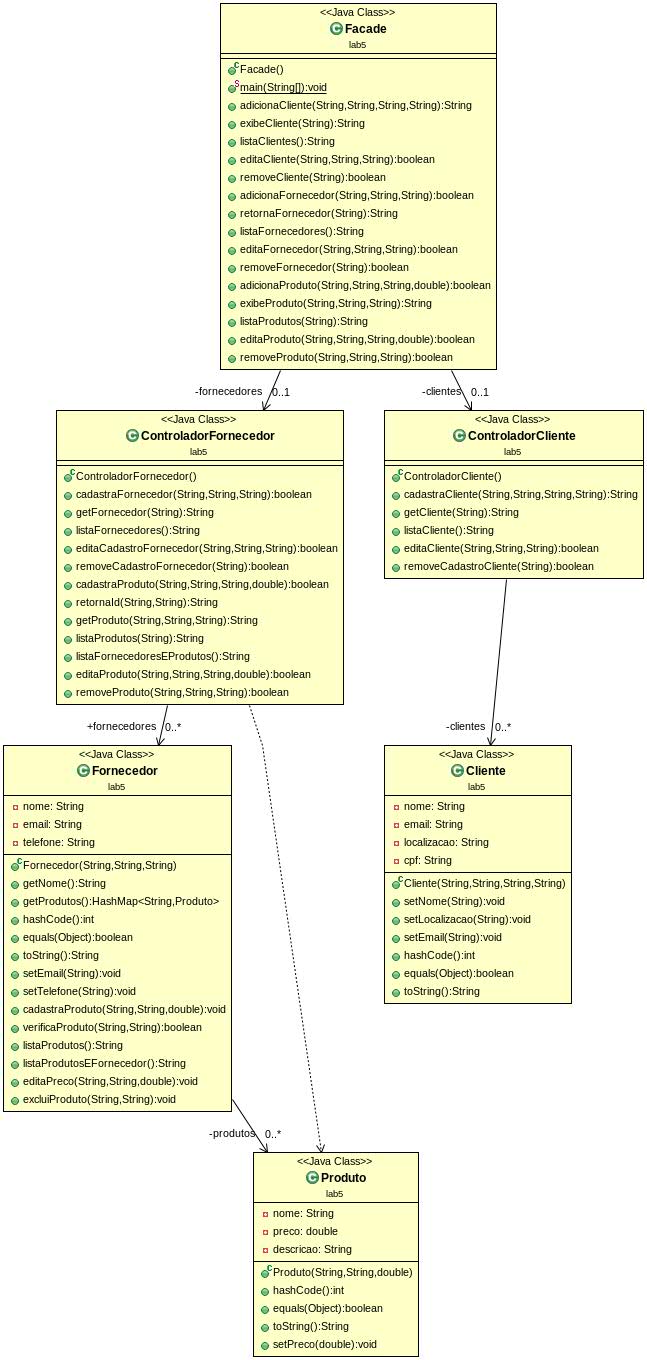 <<Java Class>>
Facade
lab5
Facade()
main(String[]):void
adicionaCliente(String,String,String,String):String
exibeCliente(String):String
listaClientes():String
editaCliente(String,String,String):boolean
removeCliente(String):boolean
adicionaFornecedor(String,String,String):boolean
retornaFornecedor(String):String
listaFornecedores():String
editaFornecedor(String,String,String):boolean
removeFornecedor(String):boolean
adicionaProduto(String,String,String,double):boolean
exibeProduto(String,String,String):String
listaProdutos(String):String
editaProduto(String,String,String,double):boolean
removeProduto(String,String,String):boolean
-fornecedores 0..1
-clientes 0..1
<<Java Class>>
ControladorFornecedor
lab5
ControladorFornecedor()
cadastraFornecedor(String,String,String):boolean
getFornecedor(String):String
listaFornecedores():String
editaCadastroFornecedor(String,String,String):boolean
removeCadastroFornecedor(String):boolean
cadastraProduto(String,String,String,double):boolean
retornaId(String,String):String
getProduto(String,String,String):String
listaProdutos(String):String
listaFornecedoresEProdutos():String
editaProduto(String,String,String,double):boolean
removeProduto(String,String,String):boolean
<<Java Class>>
ControladorCliente
lab5
ControladorCliente()
cadastraCliente(String,String,String,String):String
getCliente(String):String
listaCliente():String
editaCliente(String,String,String):boolean
removeCadastroCliente(String):boolean
+fornecedores 0..*
-clientes 0..*
<<Java Class>>
Fornecedor
lab5
nome: String
email: String
telefone: String
Fornecedor(String,String,String)
getNome():String
getProdutos():HashMap<String,Produto>
hashCode():int
equals(Object):boolean
toString():String
setEmail(String):void
setTelefone(String):void
cadastraProduto(String,String,double):void
verificaProduto(String,String):boolean
listaProdutos():String
listaProdutosEFornecedor():String
editaPreco(String,String,double):void
excluiProduto(String,String):void
<<Java Class>>
Cliente
lab5
nome: String
email: String
localizacao: String
cpf: String
Cliente(String,String,String,String)
setNome(String):void
setLocalizacao(String):void
setEmail(String):void
hashCode():int
equals(Object):boolean
toString():String
-produtos 0..*
<<Java Class>>
Produto
lab5
nome: String
preco: double
descricao: String
Produto(String,String,double)
hashCode():int
equals(Object):boolean
toString():String
setPreco(double):void